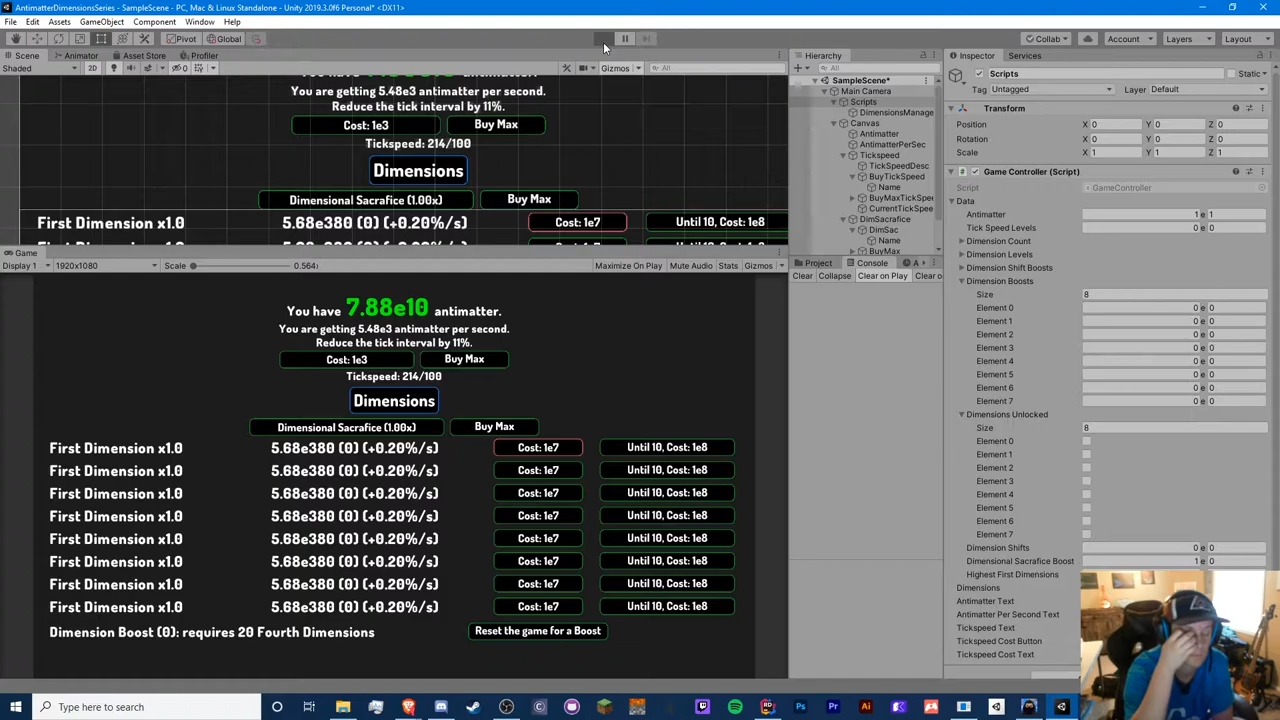 AntimatterDimensionsSeries - SampleScene - PC, Mac & Linux Standalone - Unity 2019.3.0f6 Personal* <DX11>
File Edit Assets GameObject Component Window Help
Pivot Global Collab Account Layers Layout
Scene Animator Asset Store Profiler
Shaded 2D 0 Gizmos All
You are getting 5.48e3 antimatter per second.
Reduce the tick interval by 11%.
Cost: 1e3 Buy Max
Tickspeed: 214/100
Dimensions
Dimensional Sacrafice (1.00x) Buy Max
First Dimension x1.0 5.68e380 (0) (+0.20%/s) Cost: 1e7 Until 10, Cost: 1e8
Game
Display 1 1920x1080 Scale 0.564x Maximize On Play Mute Audio Stats Gizmos
You have 7.88e10 antimatter.
You are getting 5.48e3 antimatter per second.
Reduce the tick interval by 11%.
Cost: 1e3 Buy Max
Tickspeed: 214/100
Dimensions
Dimensional Sacrafice (1.00x) Buy Max
First Dimension x1.0 5.68e380 (0) (+0.20%/s) Cost: 1e7 Until 10, Cost: 1e8
First Dimension x1.0 5.68e380 (0) (+0.20%/s) Cost: 1e7 Until 10, Cost: 1e8
First Dimension x1.0 5.68e380 (0) (+0.20%/s) Cost: 1e7 Until 10, Cost: 1e8
First Dimension x1.0 5.68e380 (0) (+0.20%/s) Cost: 1e7 Until 10, Cost: 1e8
First Dimension x1.0 5.68e380 (0) (+0.20%/s) Cost: 1e7 Until 10, Cost: 1e8
First Dimension x1.0 5.68e380 (0) (+0.20%/s) Cost: 1e7 Until 10, Cost: 1e8
First Dimension x1.0 5.68e380 (0) (+0.20%/s) Cost: 1e7 Until 10, Cost: 1e8
First Dimension x1.0 5.68e380 (0) (+0.20%/s) Cost: 1e7 Until 10, Cost: 1e8
Dimension Boost (0): requires 20 Fourth Dimensions Reset the game for a Boost
Hierarchy
All
SampleScene*
Main Camera
Scripts
DimensionsManage
Canvas
Antimatter
AntimatterPerSec
Tickspeed
TickSpeedDesc
BuyTickSpeed
Name
BuyMaxTickSpe
CurrentTickSpee
DimSacrafice
DimSac
Name
BuyMax
Project Console A
Clear Collapse Clear on Play Clear o
Inspector Services
Scripts Static
Tag Untagged Layer Default
Transform
Position X 0 Y 0 Z 0
Rotation X 0 Y 0 Z 0
Scale X 1 Y 1 Z 1
Game Controller (Script)
Script GameController
Data
Antimatter 1 e 1
Tick Speed Levels 0 e 0
Dimension Count
Dimension Levels
Dimension Shift Boosts
Dimension Boosts
Size 8
Element 0 0 e 0
Element 1 0 e 0
Element 2 0 e 0
Element 3 0 e 0
Element 4 0 e 0
Element 5 0 e 0
Element 6 0 e 0
Element 7 0 e 0
Dimensions Unlocked
Size 8
Element 0
Element 1
Element 2
Element 3
Element 4
Element 5
Element 6
Element 7
Dimension Shifts 0 e 0
Dimensional Sacrafice Boost 1 e 0
Highest First Dimensions
Dimensions
Antimatter Text
Antimatter Per Second Text
Tickspeed Text
Tickspeed Cost Button
Tickspeed Cost Text
Type here to search